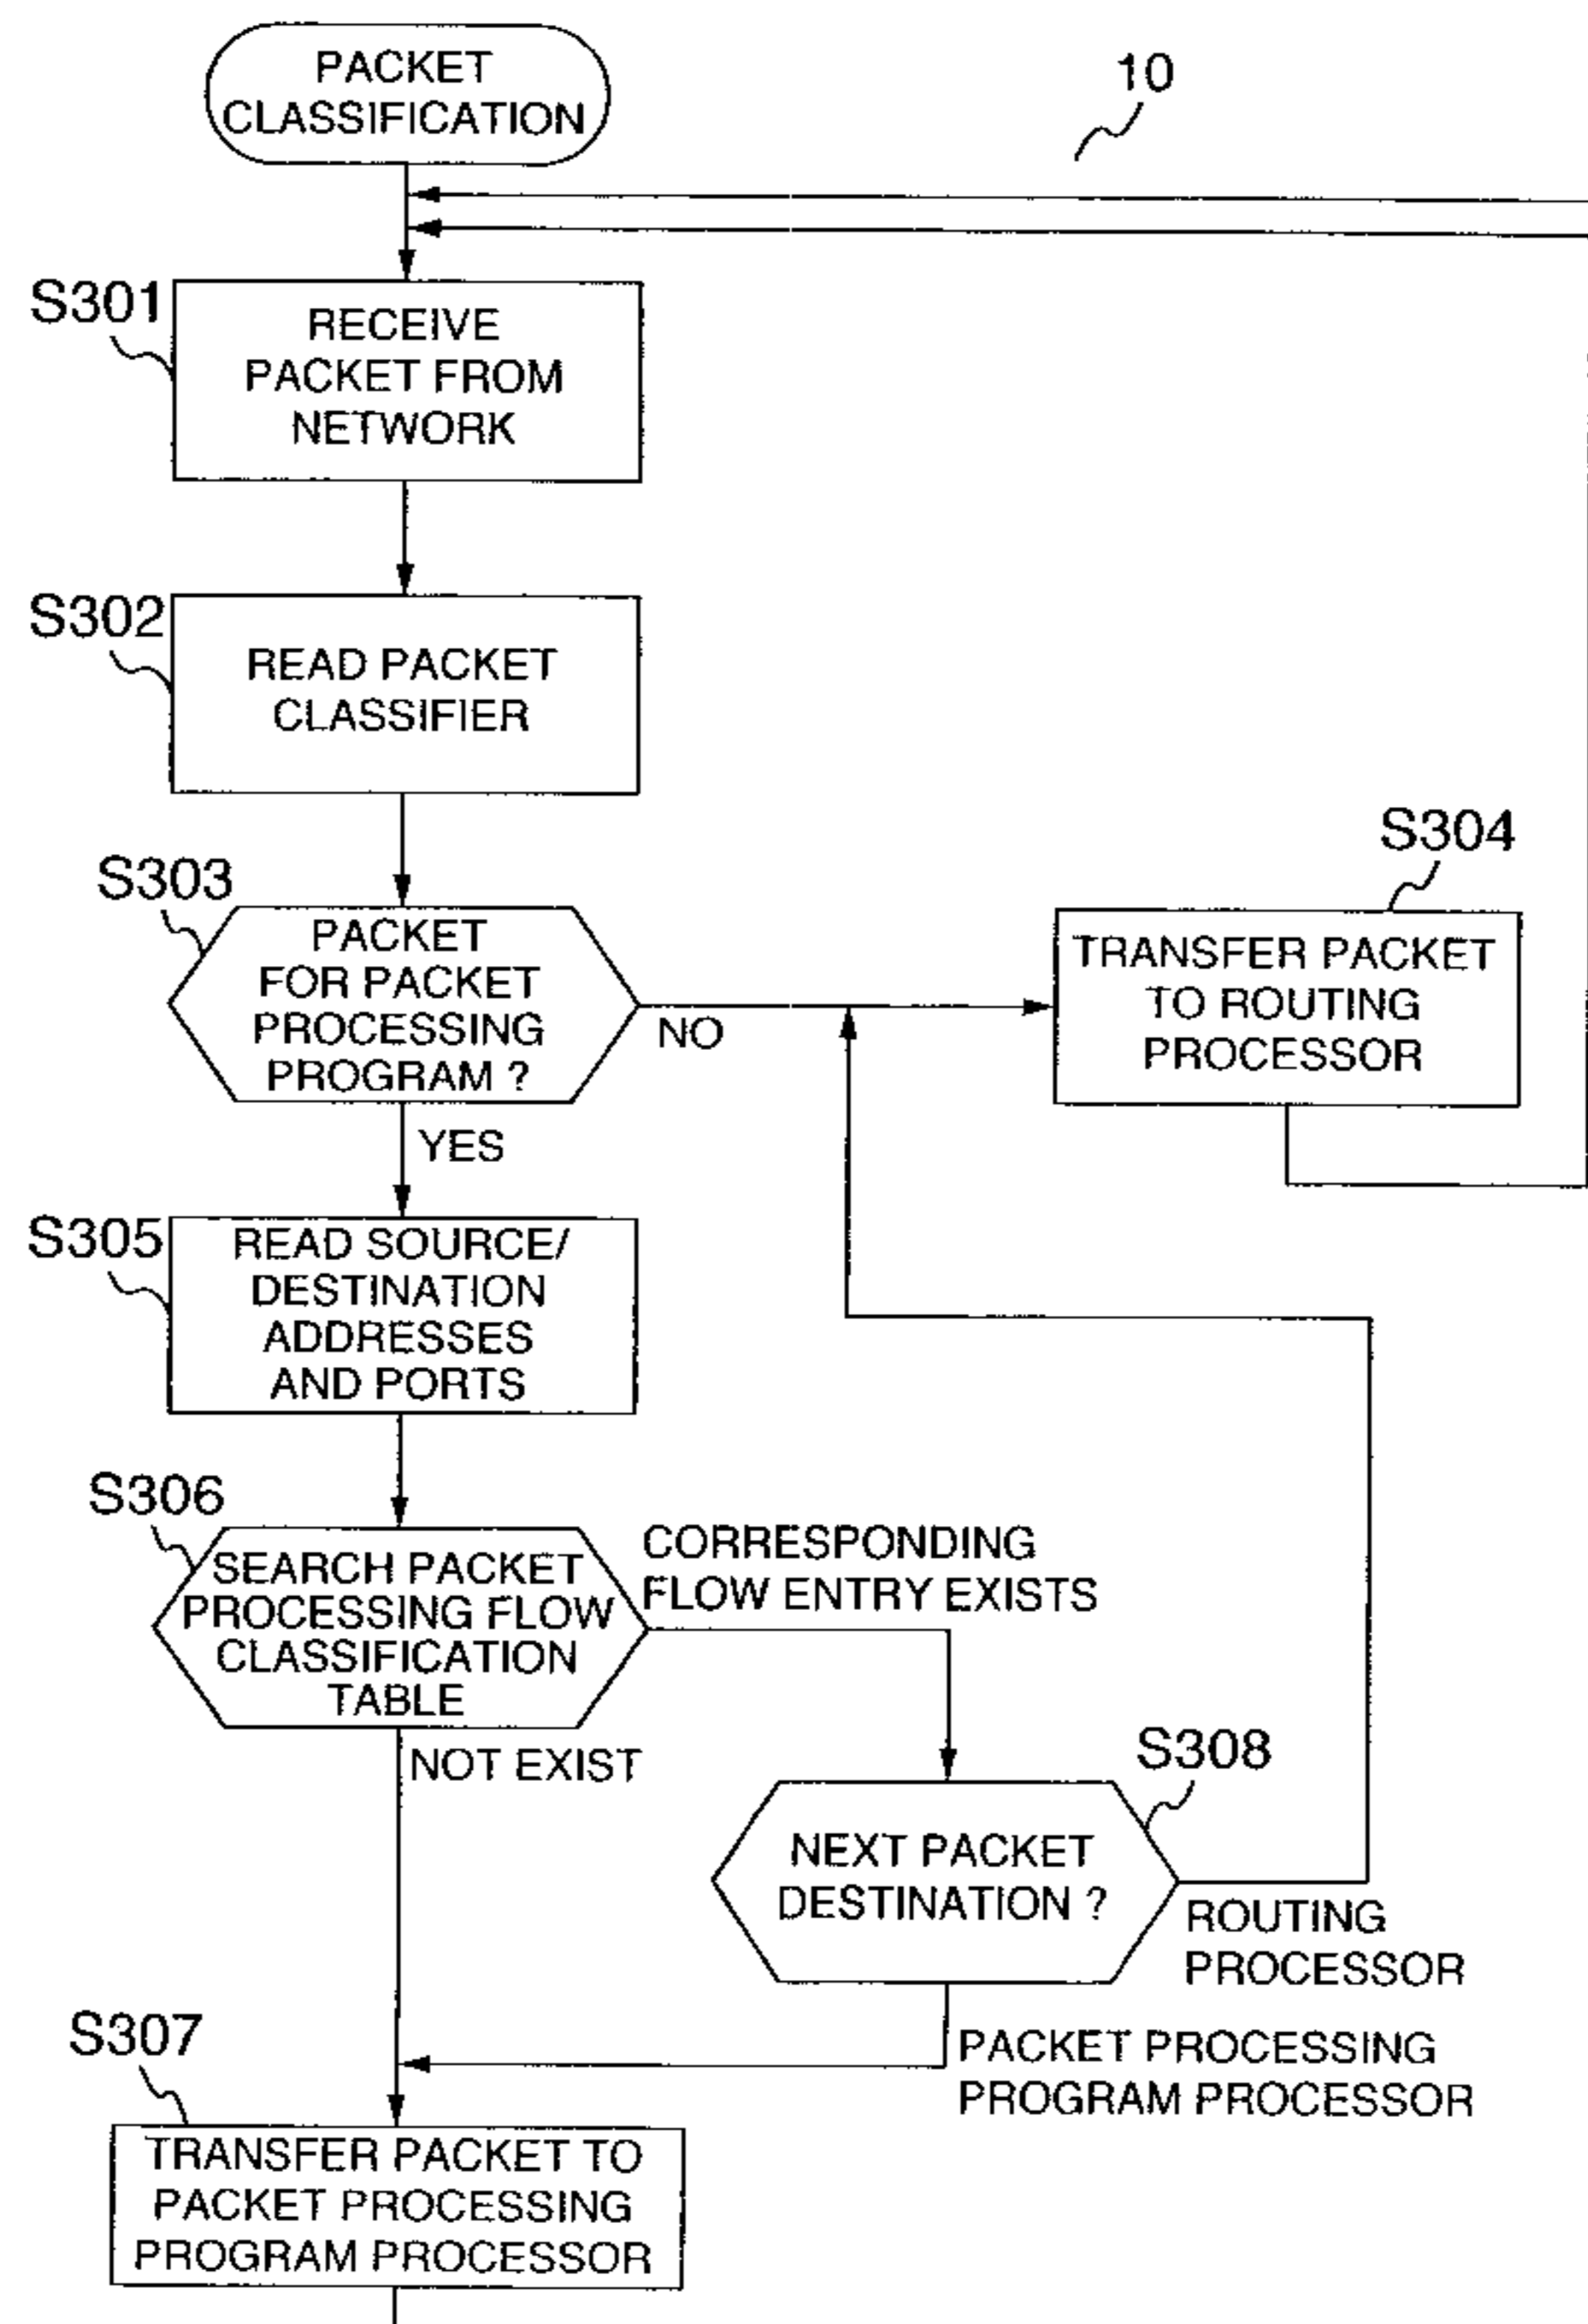 PACKET
CLASSIFICATION
10
S301
RECEIVE
PACKET FROM
NETWORK
S302
READ PACKET
CLASSIFIER
S303
PACKET
FOR PACKET
PROCESSING
PROGRAM ?
NO
YES
S304
TRANSFER PACKET
TO ROUTING
PROCESSOR
S305
READ SOURCE/
DESTINATION
ADDRESSES
AND PORTS
S306
SEARCH PACKET
PROCESSING FLOW
CLASSIFICATION
TABLE
CORRESPONDING
FLOW ENTRY EXISTS
NOT EXIST
S308
NEXT PACKET
DESTINATION ?
ROUTING
PROCESSOR
PACKET PROCESSING
PROGRAM PROCESSOR
S307
TRANSFER PACKET TO
PACKET PROCESSING
PROGRAM PROCESSOR